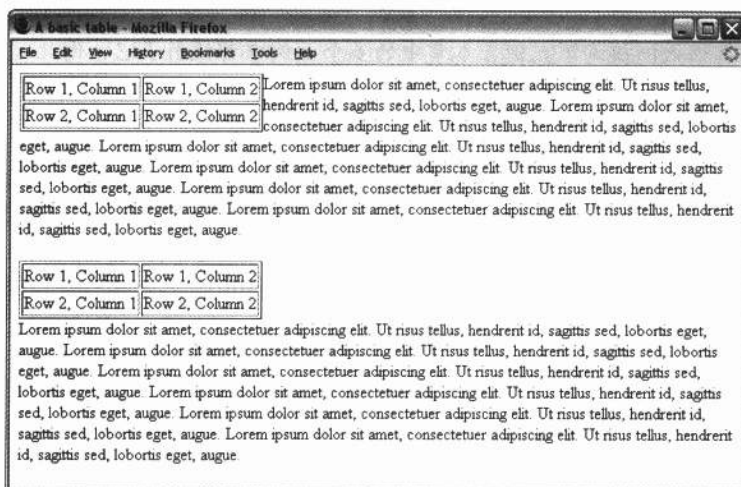 A basic table - Mozilla Firefox
File Edit View History Bookmarks Tools Help
Row 1, Column 1 Row 1, Column 2 Lorem ipsum dolor sit amet, consectetuer adipiscing elit. Ut risus tellus,
hendrerit id, sagittis sed, lobortis eget, augue. Lorem ipsum dolor sit amet,
Row 2, Column 1 Row 2, Column 2 consectetuer adipiscing elit. Ut risus tellus, hendrerit id, sagittis sed, lobortis
eget, augue. Lorem ipsum dolor sit amet, consectetuer adipiscing elit. Ut risus tellus, hendrerit id, sagittis sed,
lobortis eget, augue. Lorem ipsum dolor sit amet, consectetuer adipiscing elit. Ut risus tellus, hendrerit id, sagittis
sed, lobortis eget, augue. Lorem ipsum dolor sit amet, consectetuer adipiscing elit. Ut risus tellus, hendrerit id,
sagittis sed, lobortis eget, augue. Lorem ipsum dolor sit amet, consectetuer adipiscing elit. Ut risus tellus, hendrerit
id, sagittis sed, lobortis eget, augue.
Row 1, Column 1 Row 1, Column 2
Row 2, Column 1 Row 2, Column 2
Lorem ipsum dolor sit amet, consectetuer adipiscing elit. Ut risus tellus, hendrerit id, sagittis sed, lobortis eget,
augue. Lorem ipsum dolor sit amet, consectetuer adipiscing elit. Ut risus tellus, hendrerit id, sagittis sed, lobortis
eget, augue. Lorem ipsum dolor sit amet, consectetuer adipiscing elit. Ut risus tellus, hendrerit id, sagittis sed,
lobortis eget, augue. Lorem ipsum dolor sit amet, consectetuer adipiscing elit. Ut risus tellus, hendrerit id, sagittis
sed, lobortis eget, augue. Lorem ipsum dolor sit amet, consectetuer adipiscing elit. Ut risus tellus, hendrerit id,
sagittis sed, lobortis eget, augue. Lorem ipsum dolor sit amet, consectetuer adipiscing elit. Ut risus tellus, hendrerit
id, sagittis sed, lobortis eget, augue.